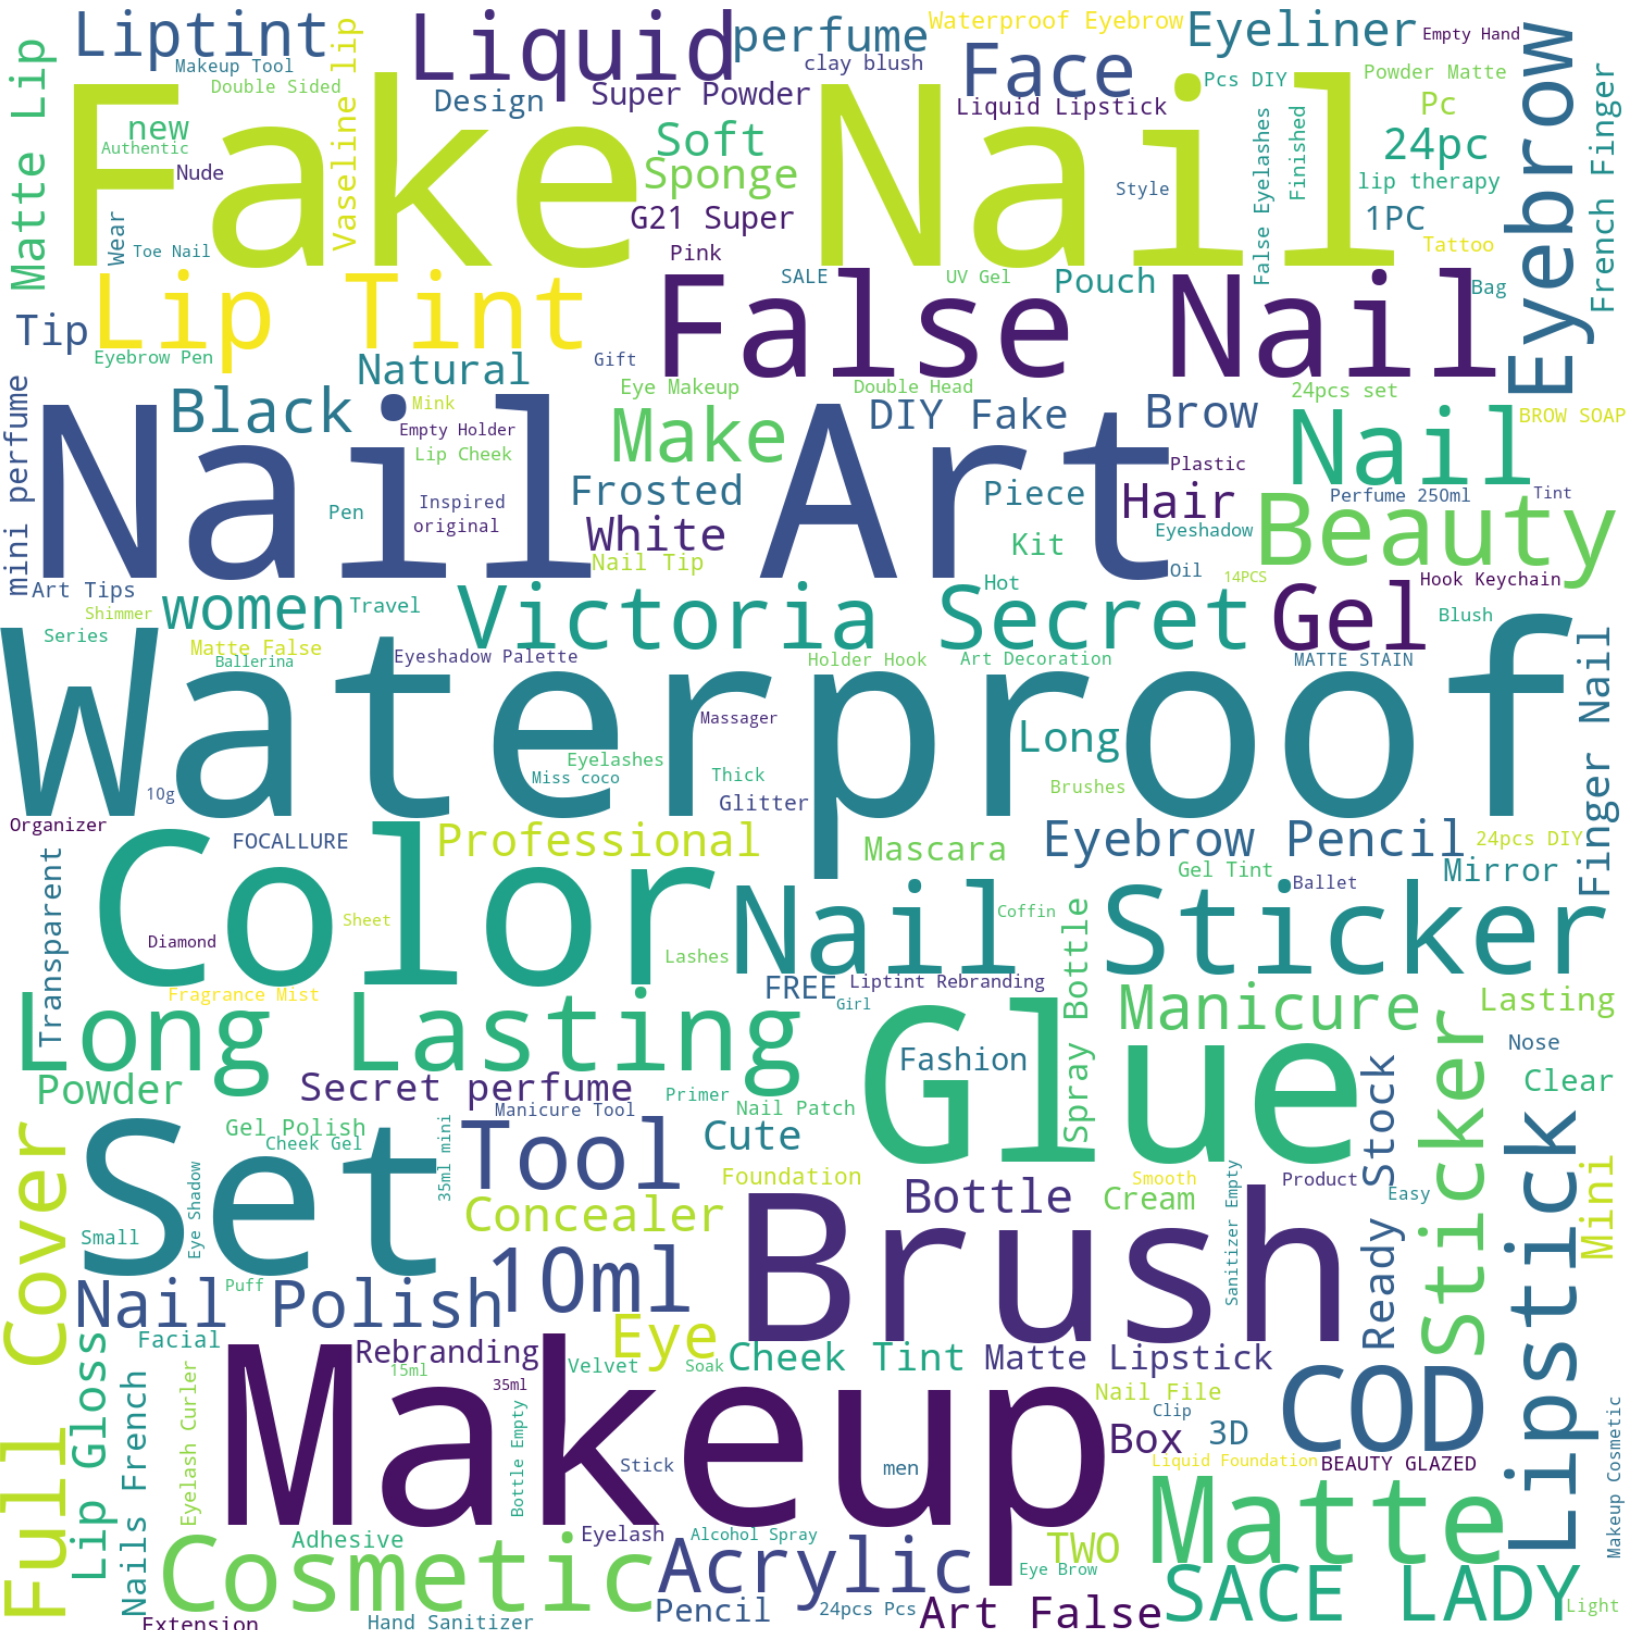 Liptint
Liquid
perfume
Waterproof Eyebrow
Eyeliner
Empty Hand
Makeup Tool
clay blush
Face
Double Sided
Design
Super Powder
Liquid Lipstick
Pcs DIY
Powder Matte
Matte Lip
Vaseline lip
Eyebrow
French Finger
new
Authentic
Nude
Fake Nail
Soft
Sponge
G21 Super
Pink
Style
False Eyelashes
Finished
Pc
24pc
lip therapy
1PC
Tattoo
Wear
Toe Nail
SALE
UV Gel
Pouch
Bag
Tip
Lip Tint
False Nail
Eyebrow Pen
Natural
Gift
Eye Makeup
Double Head
24pcs set
mini perfume
Black
Mink
Empty Holder
Lip Cheek
Make
DIY Fake
Brow
Nail
BROW SOAP
Nail Art
Plastic
Frosted
Piece
Hair
Perfume 250ml
Tint
Pen
Inspired
original
White
Kit
Eyeshadow
Beauty
Nail Tip
Oil
14PCS
Hook Keychain
Art Tips
Shimmer
women
Travel
Victoria Secret
Hot
Gel
Blush
Series
Matte False
Ballerina
Eyeshadow Palette
Holder Hook
Art Decoration
MATTE STAIN
Finger Nail
Waterproof
Massager
Long
Eyelashes
Miss coco
Thick
Brushes
10g
Glitter
Organizer
FOCALLURE
Professional
Mascara
Eyebrow Pencil
24pcs DIY
Transparent
Color
Gel Tint
Ballet
Mirror
Sheet
Nail
Coffin
Sticker
Diamond
Lashes
Spray Bottle
Fragrance Mist
FREE
Liptint Rebranding
Girl
Manicure
Lasting
Long Lasting
Glue
Fashion
Nose
Powder
Secret perfume
Primer
Ready Stock
Sticker
Clear
Manicure Tool
Nail Patch
Full Cover
Set
Gel Polish
Cheek Gel
35ml mini
Tool
Cute
Lipstick
Eye Shadow
Foundation
Smooth
Sanitizer Empty
Product
Easy
Mini
Small
Concealer
Brush
Bottle
Cream
Puff
10ml
Nail Polish
Eye
Lip Gloss
Facial
Rebranding
Velvet
Soak
Cheek Tint
Matte Lipstick
Nails French
Eyelash Curler
15ml
35ml
Nail File
COD
Makeup
Clip
Box
3D
Makeup Cosmetic
Bottle Empty
Stick
men
Liquid Foundation
BEAUTY GLAZED
Matte
Cosmetic
Adhesive
Eyelash
Alcohol Spray
TWO
Acrylic
Eye Brow
SACE LADY
Extension
Hand Sanitizer
Pencil
24pcs Pcs
Art False
Light